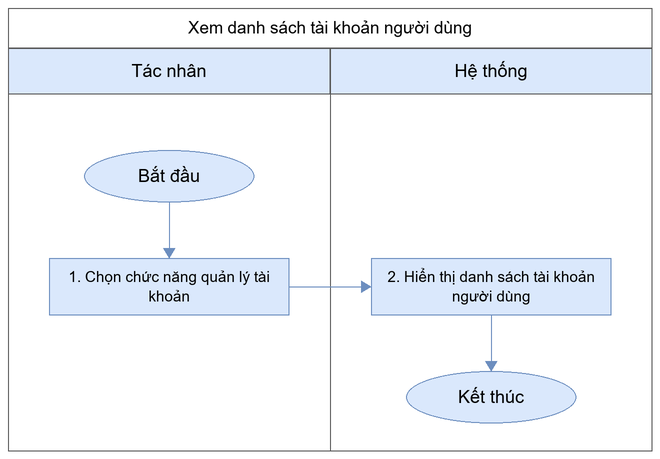 Xem danh sách tài khoản người dùng
Tác nhân
Hệ thống
Bắt đầu
1. Chọn chức năng quản lý tài
khoản
2. Hiển thị danh sách tài khoản
người dùng
Kết thúc